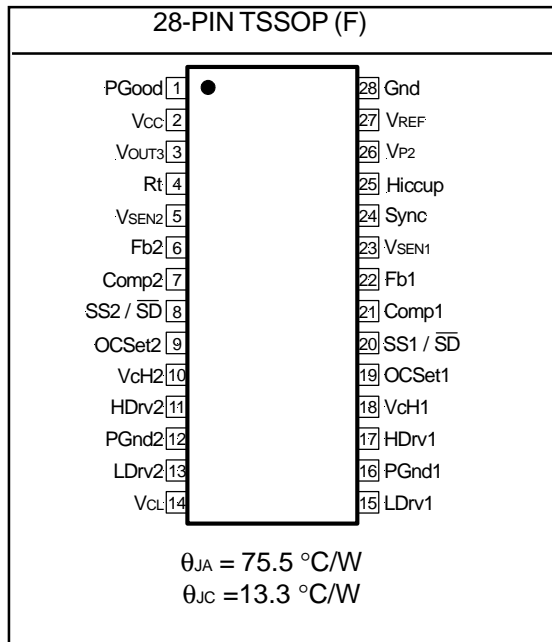 28-PIN TSSOP (F)
PGood 1 28 Gnd
VCC 2 27 VREF
VOUT3 3 26 VP2
Rt 4 25 Hiccup
VSEN2 5 24 Sync
Fb2 6 23 VSEN1
Comp2 7 22 Fb1
SS2 / SD 8 21 Comp1
OCSet2 9 20 SS1 / SD
VcH2 10 19 OCSet1
HDrv2 11 18 VcH1
PGnd2 12 17 HDrv1
LDrv2 13 16 PGnd1
VCL 14 15 LDrv1
θJA = 75.5 °C/W
θJC =13.3 °C/W